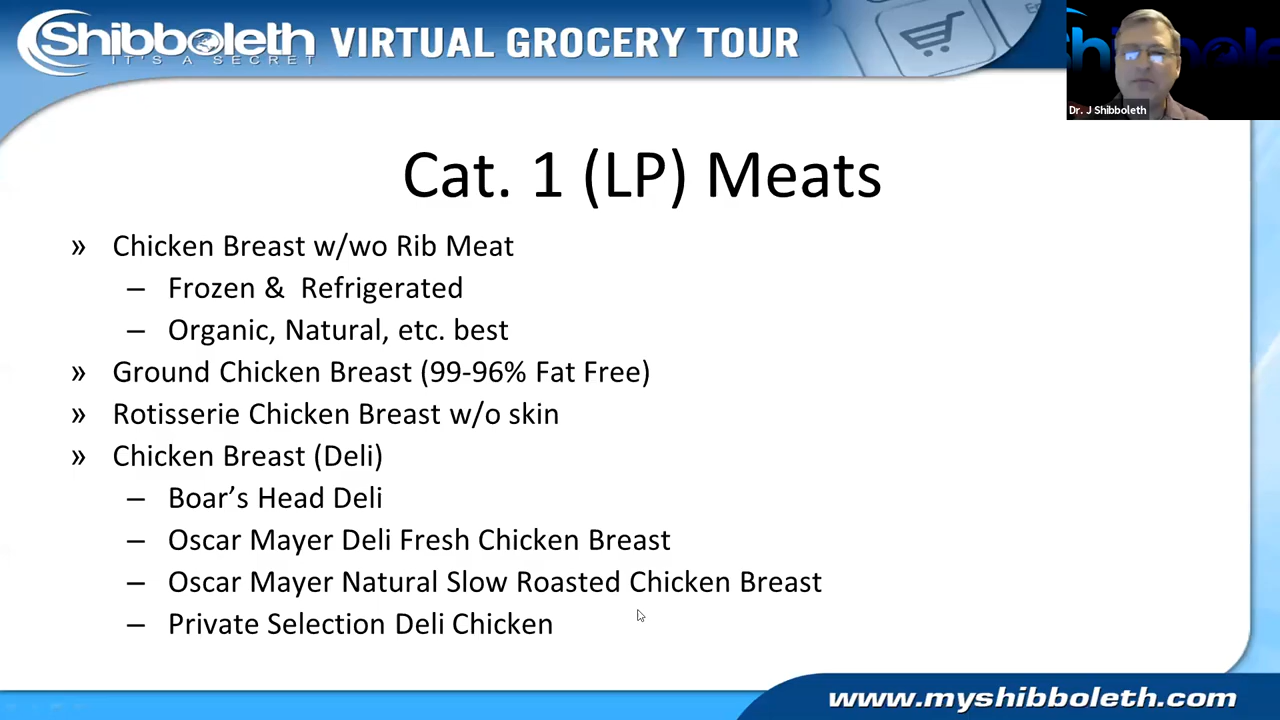 Shibboleth VIRTUAL GROCERY TOUR
IT'S A SECRET
Dr. J Shibboleth
Cat. 1 (LP) Meats
» Chicken Breast w/wo Rib Meat
– Frozen & Refrigerated
– Organic, Natural, etc. best
» Ground Chicken Breast (99-96% Fat Free)
» Rotisserie Chicken Breast w/o skin
» Chicken Breast (Deli)
– Boar’s Head Deli
– Oscar Mayer Deli Fresh Chicken Breast
– Oscar Mayer Natural Slow Roasted Chicken Breast
– Private Selection Deli Chicken
www.myshibboleth.com